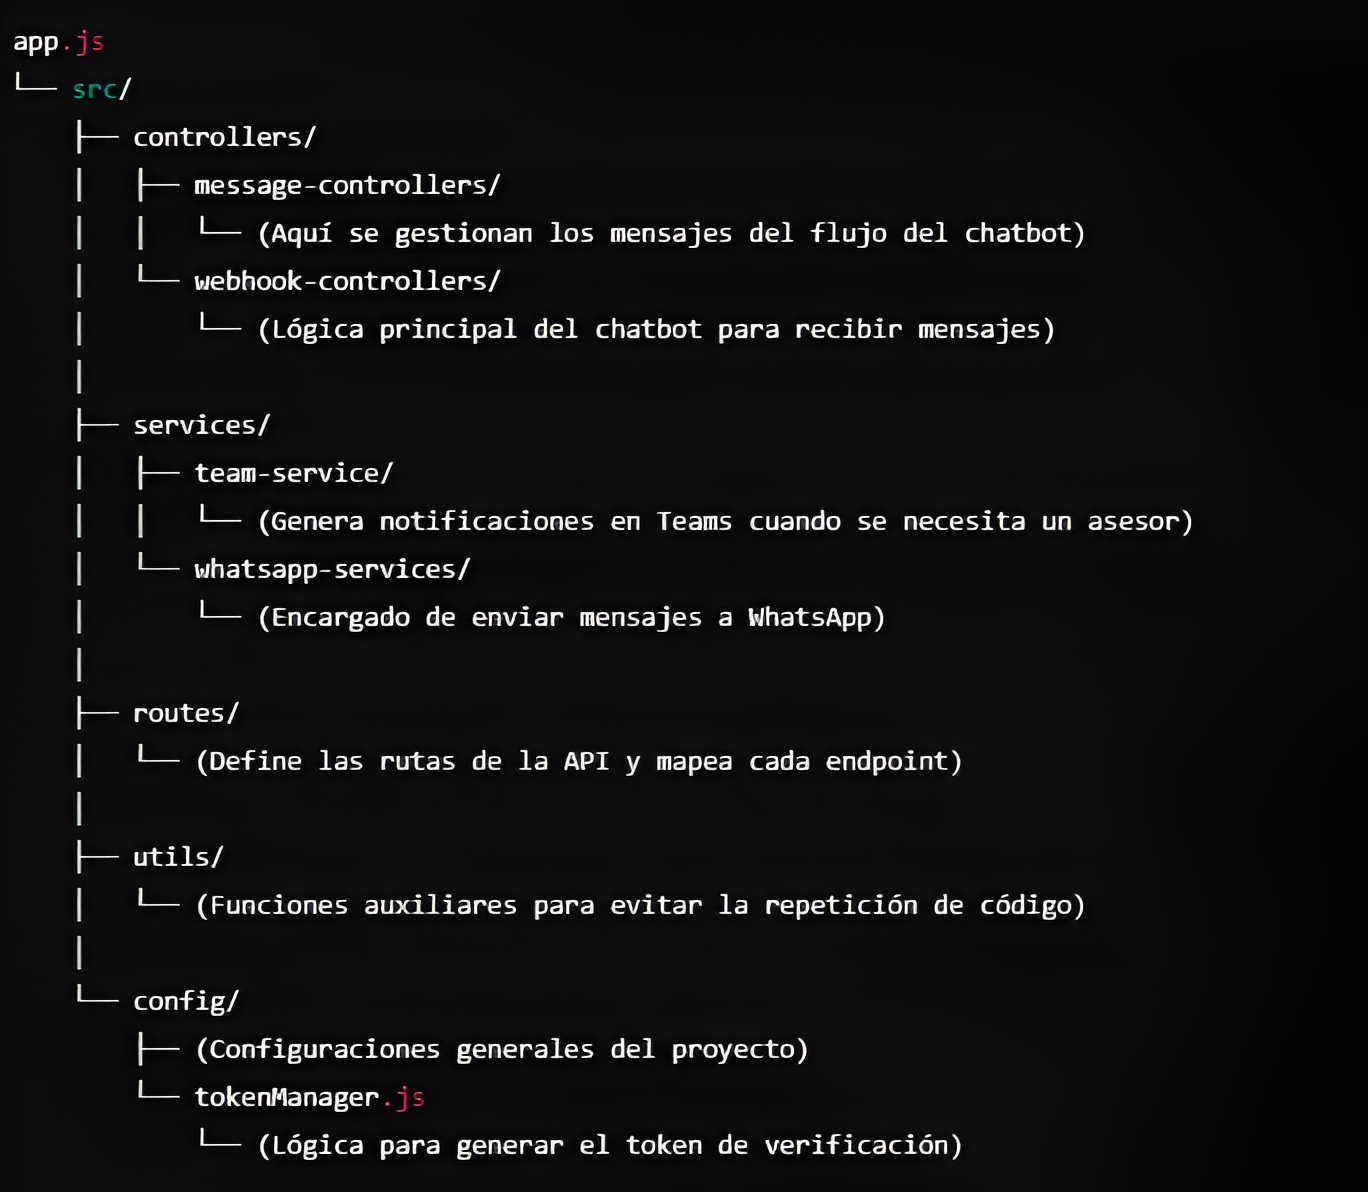 app.js
└── src/
    ├── controllers/
    │   ├── message-controllers/
    │   │   └── (Aquí se gestionan los mensajes del flujo del chatbot)
    │   └── webhook-controllers/
    │       └── (Lógica principal del chatbot para recibir mensajes)
    │
    ├── services/
    │   ├── team-service/
    │   │   └── (Genera notificaciones en Teams cuando se necesita un asesor)
    │   └── whatsapp-services/
    │       └── (Encargado de enviar mensajes a WhatsApp)
    │
    ├── routes/
    │   └── (Define las rutas de la API y mapea cada endpoint)
    │
    ├── utils/
    │   └── (Funciones auxiliares para evitar la repetición de código)
    │
    └── config/
        ├── (Configuraciones generales del proyecto)
        └── tokenManager.js
            └── (Lógica para generar el token de verificación)